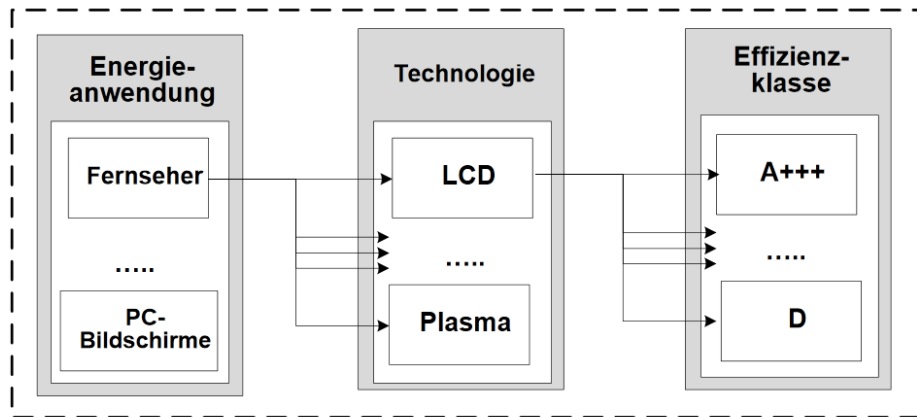 Energie-
anwendung
Fernseher
.....
PC-
Bildschirme
Technologie
LCD
.....
Plasma
Effizienz-
klasse
A+++
.....
D